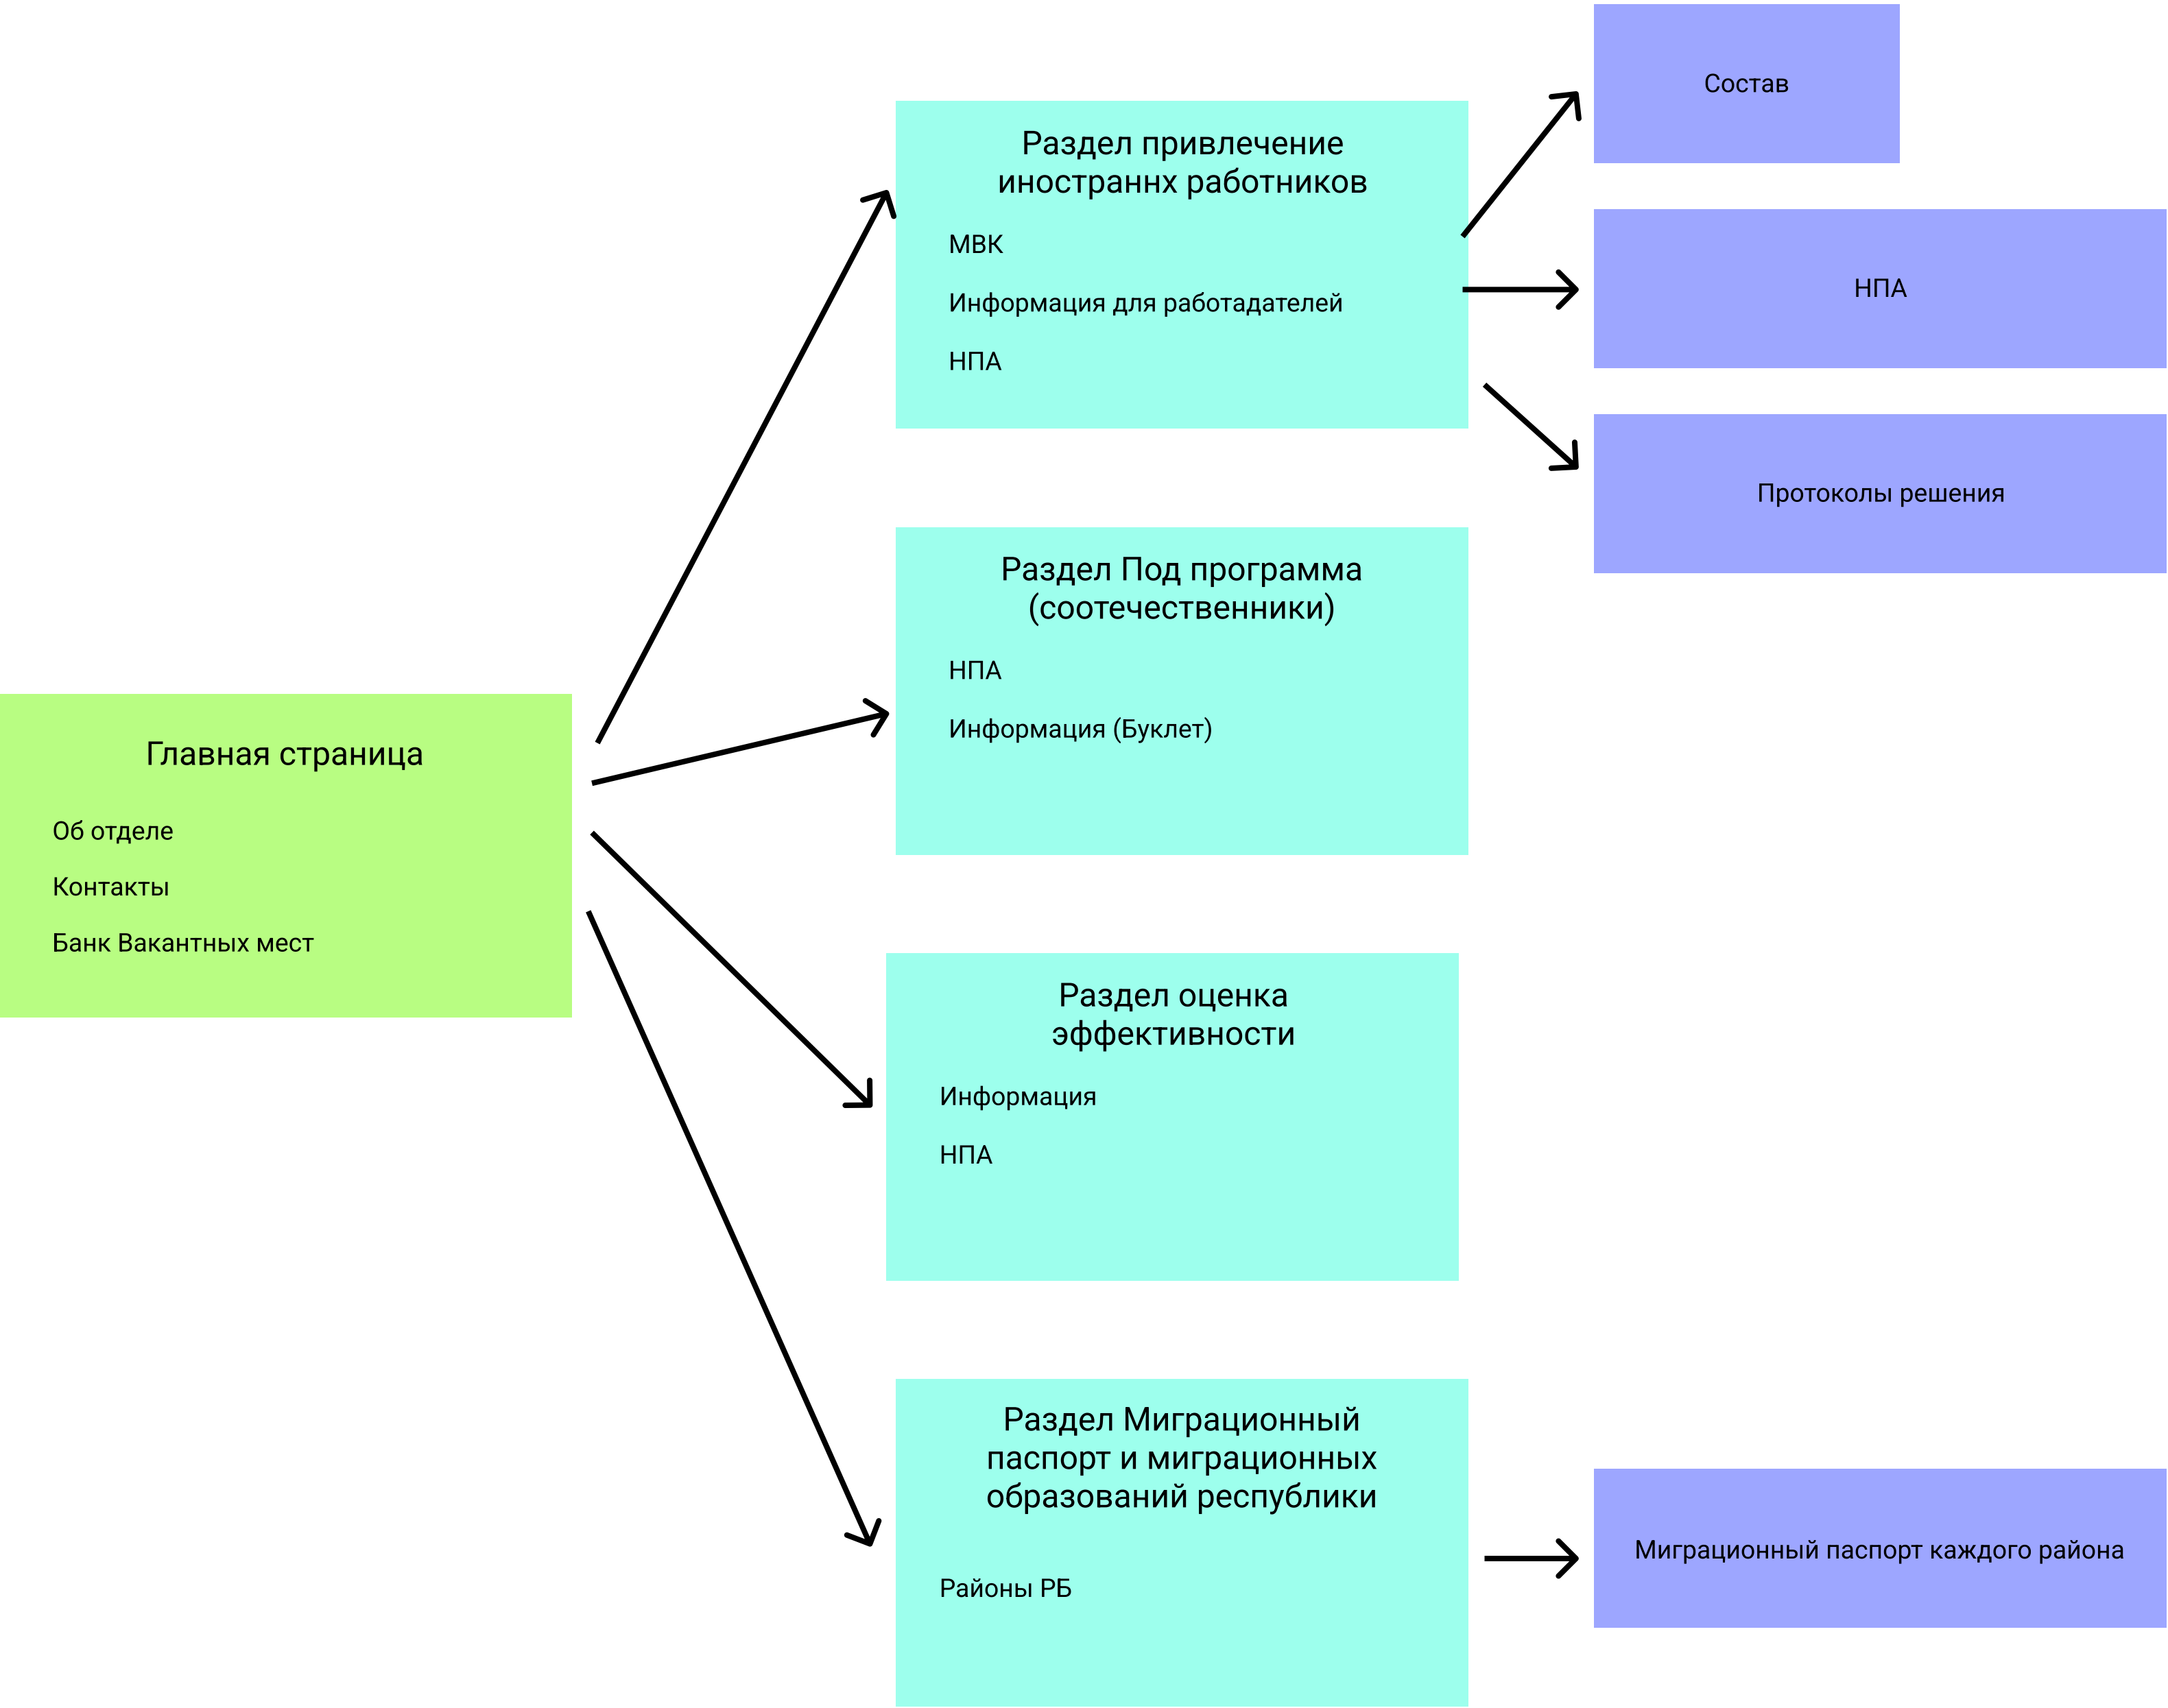 Главная страница
Об отделе
Контакты
Банк Вакантных мест
Раздел привлечение
иностраннх работников
МВК
Информация для работадателей
НПА
Состав
НПА
Протоколы решения
Раздел Под программа
(соотечественники)
НПА
Информация (Буклет)
Раздел оценка
эффективности
Информация
НПА
Раздел Миграционный
паспорт и миграционных
образований республики
Районы РБ
Миграционный паспорт каждого района